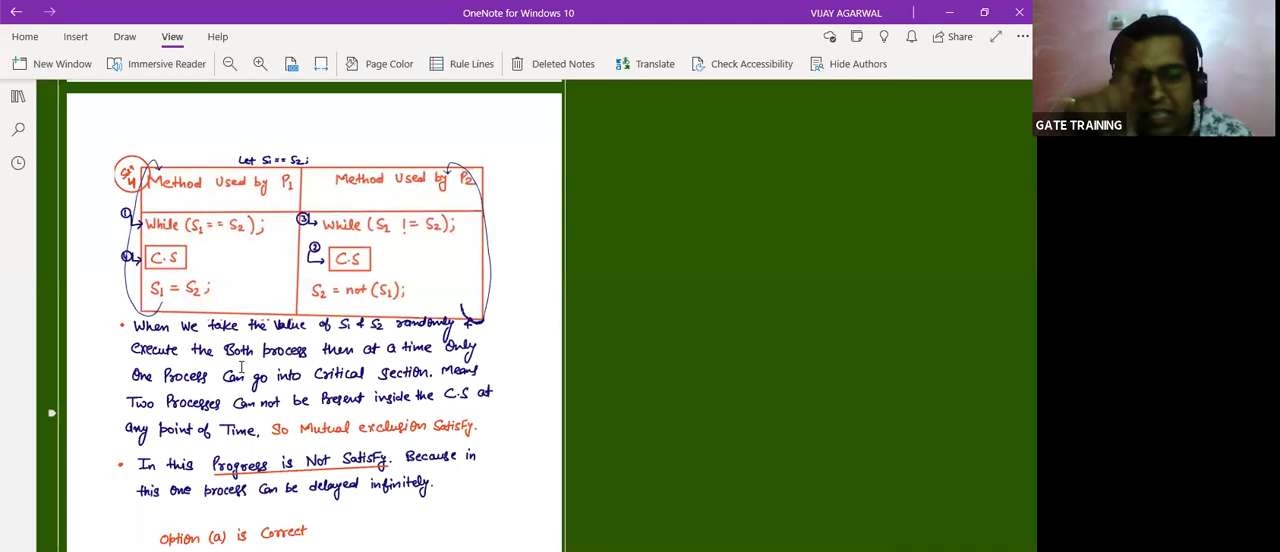 OneNote for Windows 10
VIJAY AGARWAL
Home Insert Draw View Help
Share
New Window Immersive Reader Page Color Rule Lines Deleted Notes Translate Check Accessibility Hide Authors
GATE TRAINING
Let S1 == S2;
Method Used by P1 Method Used by P2
① While (S1 == S2); ③ While (S1 != S2);
② 
④ C.S C.S
S1 = S2; S2 = not (S1);
• When we take the Value of S1 & S2 randomly &
execute the Both process then at a time Only
One Process Can go into Critical Section. Means
Two Processes Can not be Present inside the C.S at
any point of Time. So Mutual exclusion Satisfy.
• In this Progress is Not Satisfy. Because in
this One process Can be delayed infinitely.
Option (a) is Correct